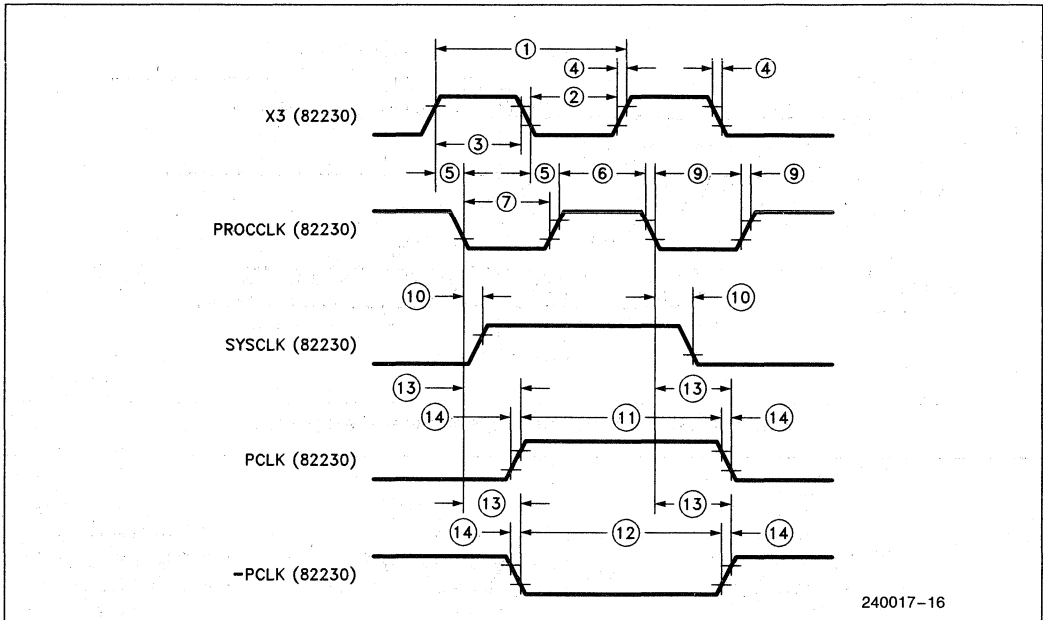 ①
④ ④
②
X3 (82230)
③
⑤ ⑤ ⑥ ⑨ ⑨
⑦
PROCCLK (82230)
⑩ ⑩
SYSCLK (82230)
⑬ ⑬
⑭ ⑪ ⑭
PCLK (82230)
⑬ ⑬
⑭ ⑫ ⑭
-PCLK (82230)
240017-16